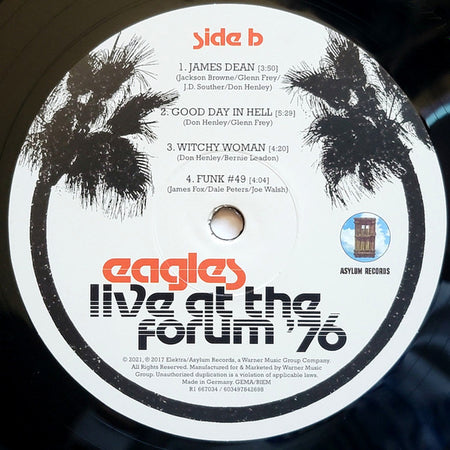 side b
1. JAMES DEAN [3:50]
(Jackson Browne/Glenn Frey/
J.D. Souther/Don Henley)
2. GOOD DAY IN HELL [5:29]
(Don Henley/Glenn Frey)
3. WITCHY WOMAN [4:20]
(Don Henley/Bernie Leadon)
4. FUNK #49 [4:04]
(James Fox/Dale Peters/Joe Walsh)
ASYLUM RECORDS
eagles
live at the
forum '76
© 2021, ℗ 2017 Elektra/Asylum Records, a Warner Music Group Company.
All Rights Reserved. Manufactured for & Marketed by Warner Music
Group. Unauthorized duplication is a violation of applicable laws.
Made in Germany. GEMA/BIEM
R1 667034 / 603497842698